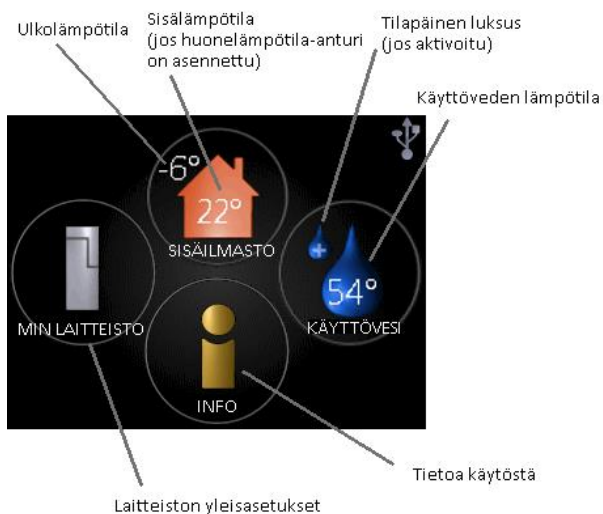 Ulkolämpötila
Sisälämpötila
(jos huonelämpötila-anturi
on asennettu)
Tilapäinen luksus
(jos aktivoitu)
Käyttöveden lämpötila
-6°
22°
SISÄILMASTO
54°
MIN LAITTEISTO
KÄYTTÖVESI
INFO
Tietoa käytöstä
Laitteiston yleisasetukset